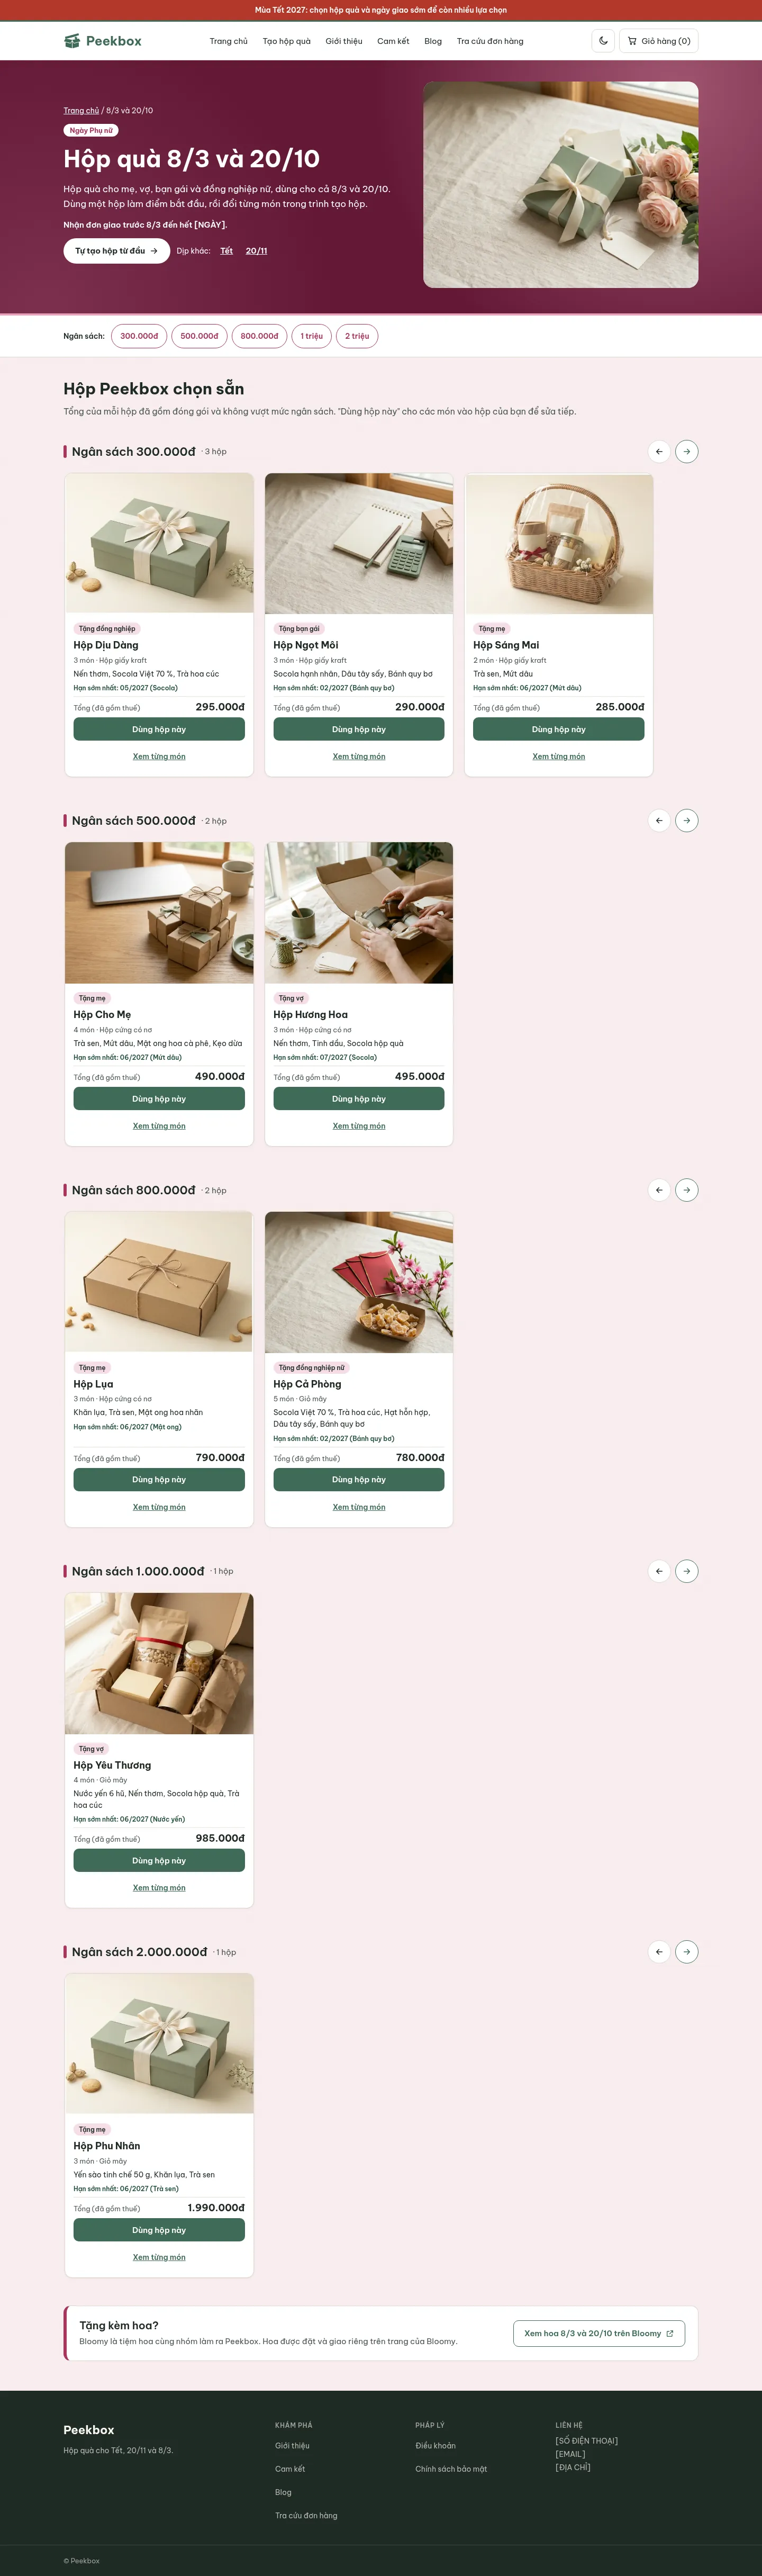 Mùa Tết 2027: chọn hộp quà và ngày giao sớm để còn nhiều lựa chọn
Peekbox
Trang chủ
Tạo hộp quà
Giới thiệu
Cam kết
Blog
Tra cứu đơn hàng
Giỏ hàng (0)
Trang chủ / 8/3 và 20/10
Ngày Phụ nữ
Hộp quà 8/3 và 20/10
Hộp quà cho mẹ, vợ, bạn gái và đồng nghiệp nữ, dùng cho cả 8/3 và 20/10.
Dùng một hộp làm điểm bắt đầu, rồi đổi từng món trong trình tạo hộp.
Nhận đơn giao trước 8/3 đến hết [NGÀY].
Tự tạo hộp từ đầu →
Dịp khác:
Tết
20/11
Ngân sách:
300.000đ
500.000đ
800.000đ
1 triệu
2 triệu
Hộp Peekbox chọn sẵn
Tổng của mỗi hộp đã gồm đóng gói và không vượt mức ngân sách. "Dùng hộp này" cho các món vào hộp của bạn để sửa tiếp.
Ngân sách 300.000đ · 3 hộp
← →
Tặng đồng nghiệp
Hộp Dịu Dàng
3 món · Hộp giấy kraft
Nến thơm, Socola Việt 70 %, Trà hoa cúc
Hạn sớm nhất: 05/2027 (Socola)
Tổng (đã gồm thuế) 295.000đ
Dùng hộp này
Xem từng món
Tặng bạn gái
Hộp Ngọt Môi
3 món · Hộp giấy kraft
Socola hạnh nhân, Dâu tây sấy, Bánh quy bơ
Hạn sớm nhất: 02/2027 (Bánh quy bơ)
Tổng (đã gồm thuế) 290.000đ
Dùng hộp này
Xem từng món
Tặng mẹ
Hộp Sáng Mai
2 món · Hộp giấy kraft
Trà sen, Mứt dâu
Hạn sớm nhất: 06/2027 (Mứt dâu)
Tổng (đã gồm thuế) 285.000đ
Dùng hộp này
Xem từng món
Ngân sách 500.000đ · 2 hộp
← →
Tặng mẹ
Hộp Cho Mẹ
4 món · Hộp cứng có nơ
Trà sen, Mứt dâu, Mật ong hoa cà phê, Kẹo dừa
Hạn sớm nhất: 06/2027 (Mứt dâu)
Tổng (đã gồm thuế) 490.000đ
Dùng hộp này
Xem từng món
Tặng vợ
Hộp Hương Hoa
3 món · Hộp cứng có nơ
Nến thơm, Tinh dầu, Socola hộp quà
Hạn sớm nhất: 07/2027 (Socola)
Tổng (đã gồm thuế) 495.000đ
Dùng hộp này
Xem từng món
Ngân sách 800.000đ · 2 hộp
← →
Tặng mẹ
Hộp Lụa
3 món · Hộp cứng có nơ
Khăn lụa, Trà sen, Mật ong hoa nhãn
Hạn sớm nhất: 06/2027 (Mật ong)
Tổng (đã gồm thuế) 790.000đ
Dùng hộp này
Xem từng món
Tặng đồng nghiệp nữ
Hộp Cả Phòng
5 món · Giỏ mây
Socola Việt 70 %, Trà hoa cúc, Hạt hỗn hợp,
Dâu tây sấy, Bánh quy bơ
Hạn sớm nhất: 02/2027 (Bánh quy bơ)
Tổng (đã gồm thuế) 780.000đ
Dùng hộp này
Xem từng món
Ngân sách 1.000.000đ · 1 hộp
← →
Tặng vợ
Hộp Yêu Thương
4 món · Giỏ mây
Nước yến 6 hũ, Nến thơm, Socola hộp quà, Trà
hoa cúc
Hạn sớm nhất: 06/2027 (Nước yến)
Tổng (đã gồm thuế) 985.000đ
Dùng hộp này
Xem từng món
Ngân sách 2.000.000đ · 1 hộp
← →
Tặng mẹ
Hộp Phu Nhân
3 món · Giỏ mây
Yến sào tinh chế 50 g, Khăn lụa, Trà sen
Hạn sớm nhất: 06/2027 (Trà sen)
Tổng (đã gồm thuế) 1.990.000đ
Dùng hộp này
Xem từng món
Tặng kèm hoa?
Bloomy là tiệm hoa cùng nhóm làm ra Peekbox. Hoa được đặt và giao riêng trên trang của Bloomy.
Xem hoa 8/3 và 20/10 trên Bloomy
Peekbox
Hộp quà cho Tết, 20/11 và 8/3.
KHÁM PHÁ
Giới thiệu
Cam kết
Blog
Tra cứu đơn hàng
PHÁP LÝ
Điều khoản
Chính sách bảo mật
LIÊN HỆ
[SỐ ĐIỆN THOẠI]
[EMAIL]
[ĐỊA CHỈ]
© Peekbox